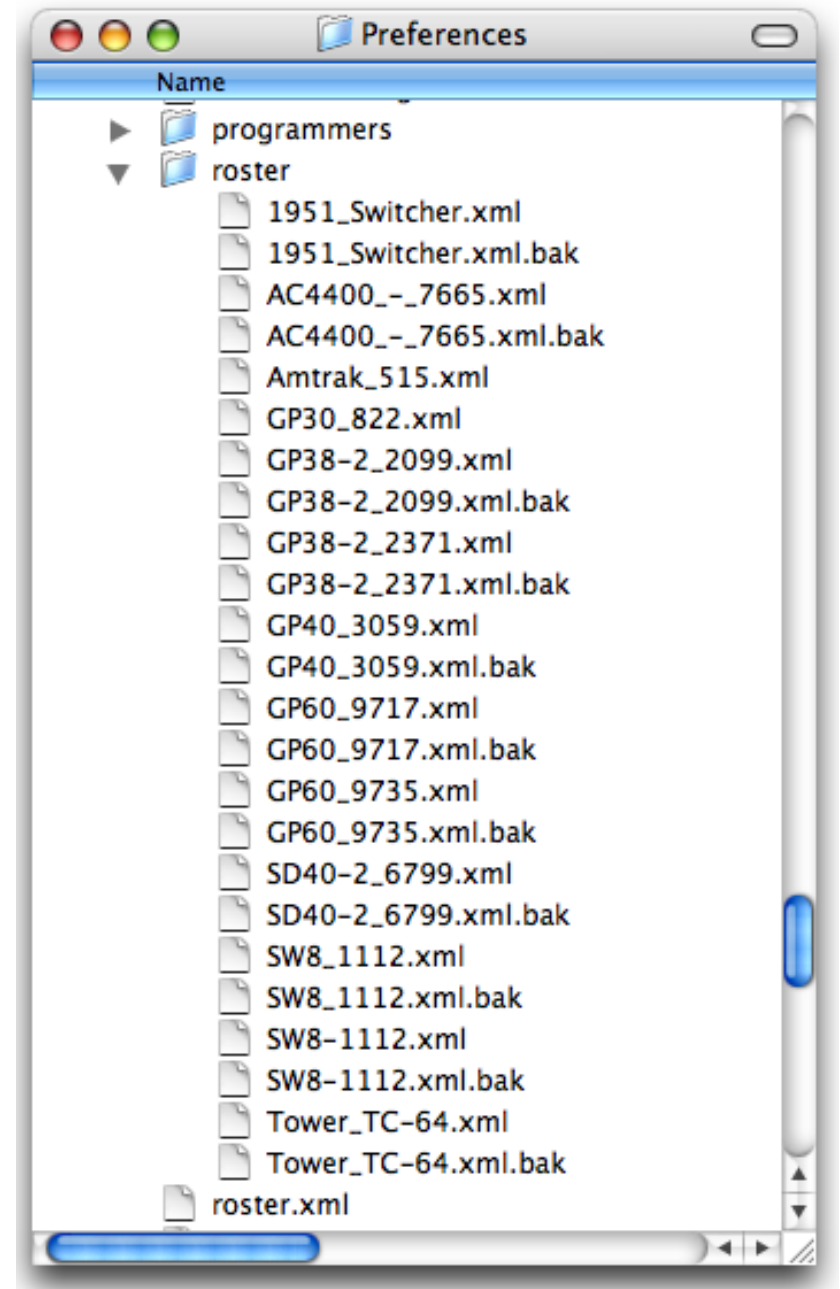 Preferences
Name
programmers
roster
1951_Switcher.xml
1951_Switcher.xml.bak
AC4400_-_7665.xml
AC4400_-_7665.xml.bak
Amtrak_515.xml
GP30_822.xml
GP38-2_2099.xml
GP38-2_2099.xml.bak
GP38-2_2371.xml
GP38-2_2371.xml.bak
GP40_3059.xml
GP40_3059.xml.bak
GP60_9717.xml
GP60_9717.xml.bak
GP60_9735.xml
GP60_9735.xml.bak
SD40-2_6799.xml
SD40-2_6799.xml.bak
SW8_1112.xml
SW8_1112.xml.bak
SW8-1112.xml
SW8-1112.xml.bak
Tower_TC-64.xml
Tower_TC-64.xml.bak
roster.xml